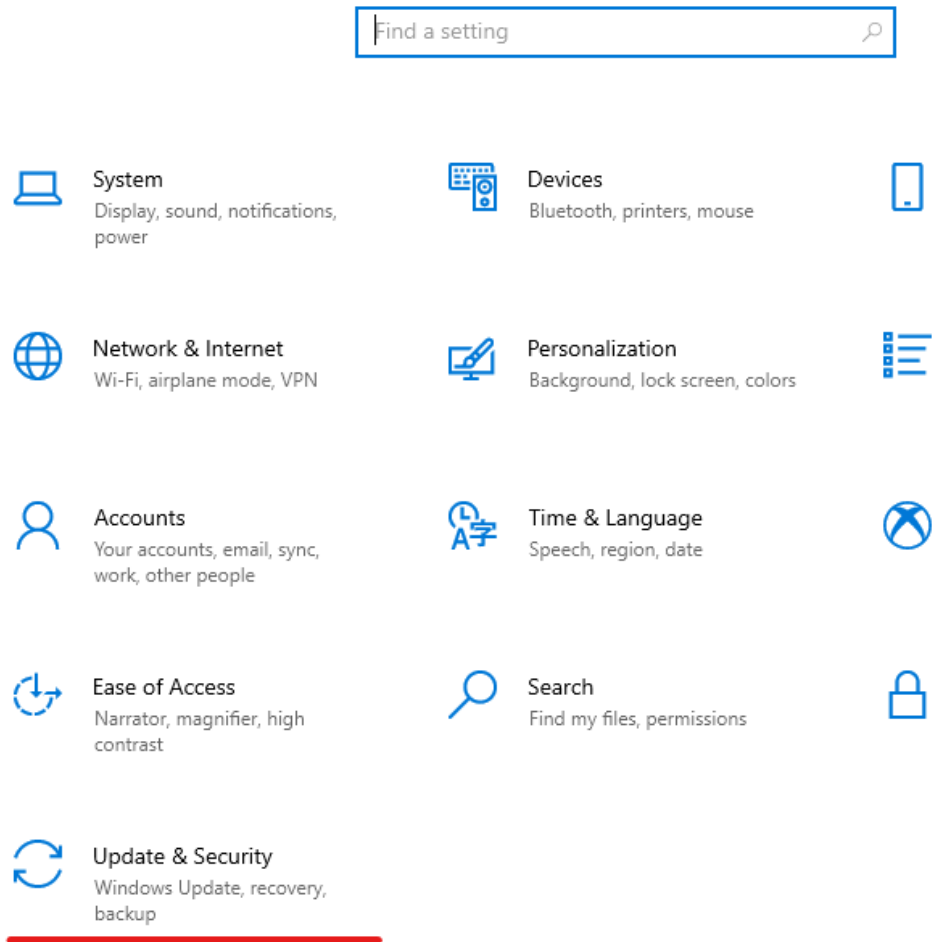 Find a setting
System
Display, sound, notifications,
power
Devices
Bluetooth, printers, mouse
Network & Internet
Wi-Fi, airplane mode, VPN
Personalization
Background, lock screen, colors
Accounts
Your accounts, email, sync,
work, other people
Time & Language
Speech, region, date
Ease of Access
Narrator, magnifier, high
contrast
Search
Find my files, permissions
Update & Security
Windows Update, recovery,
backup